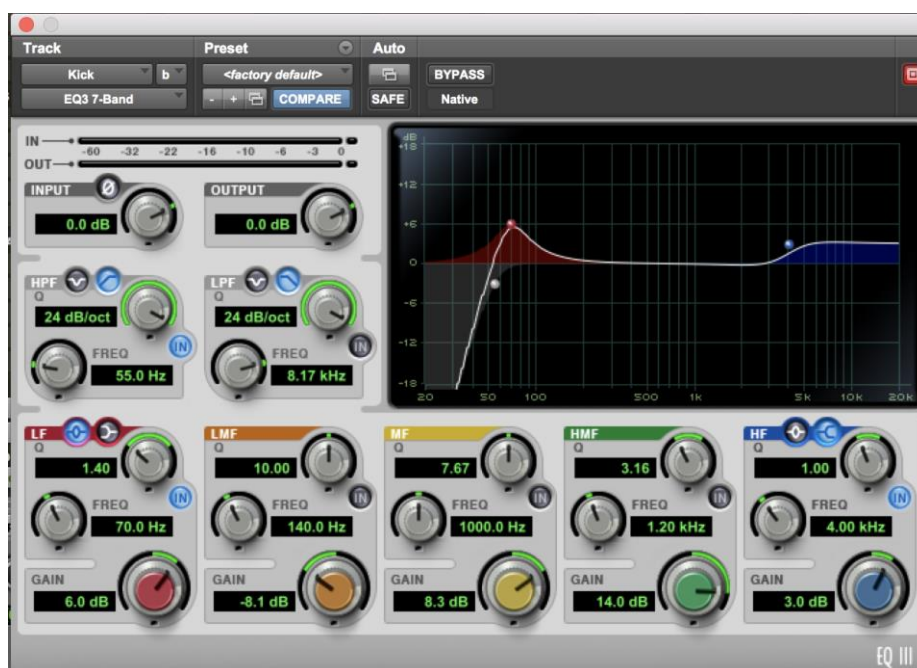 Track Preset Auto
Kick b <factory default> BYPASS
EQ3 7-Band - + COMPARE SAFE Native
IN
-60 -32 -22 -16 -10 -6 -3 0
OUT
INPUT Ø OUTPUT
0.0 dB 0.0 dB
HPF LPF
Q Q
24 dB/oct 24 dB/oct
IN IN
FREQ FREQ
55.0 Hz 8.17 kHz
dB
+18
+12
+6
0
-6
-12
-18
20 50 100 500 1k 5k 10k 20k
LF LMF MF HMF HF
Q Q Q Q Q
1.40 10.00 7.67 3.16 1.00
IN IN IN IN IN
FREQ FREQ FREQ FREQ FREQ
70.0 Hz 140.0 Hz 1000.0 Hz 1.20 kHz 4.00 kHz
GAIN GAIN GAIN GAIN GAIN
6.0 dB -8.1 dB 8.3 dB 14.0 dB 3.0 dB
EQ III